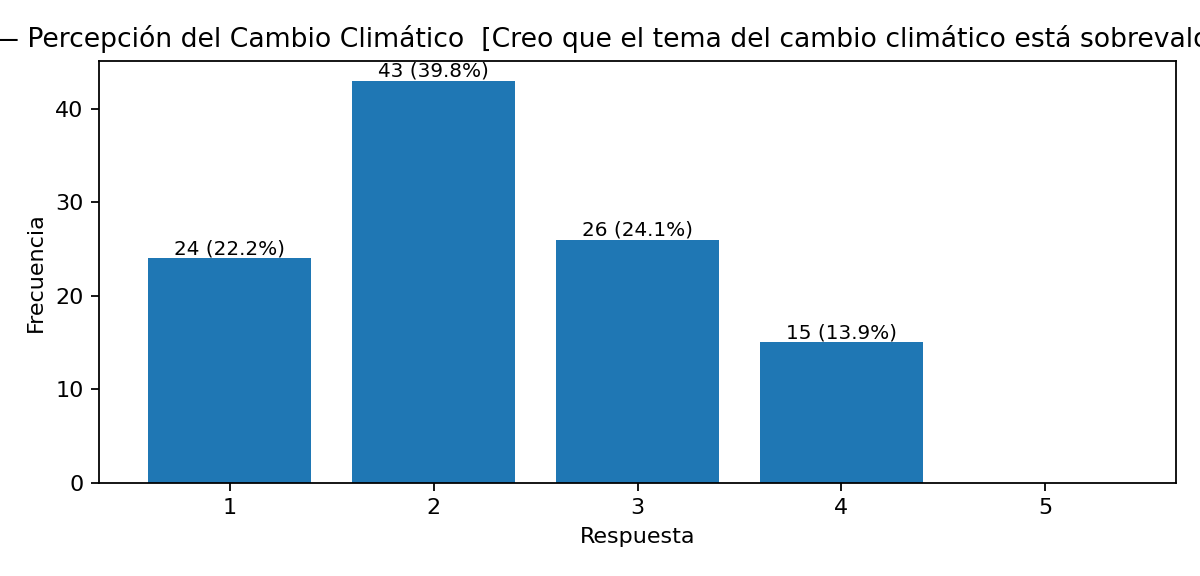 — Percepción del Cambio Climático [Creo que el tema del cambio climático está sobrevalo
43 (39.8%)
40
30
26 (24.1%)
24 (22.2%)
20
15 (13.9%)
10
0
Frecuencia
1 2 3 4 5
Respuesta